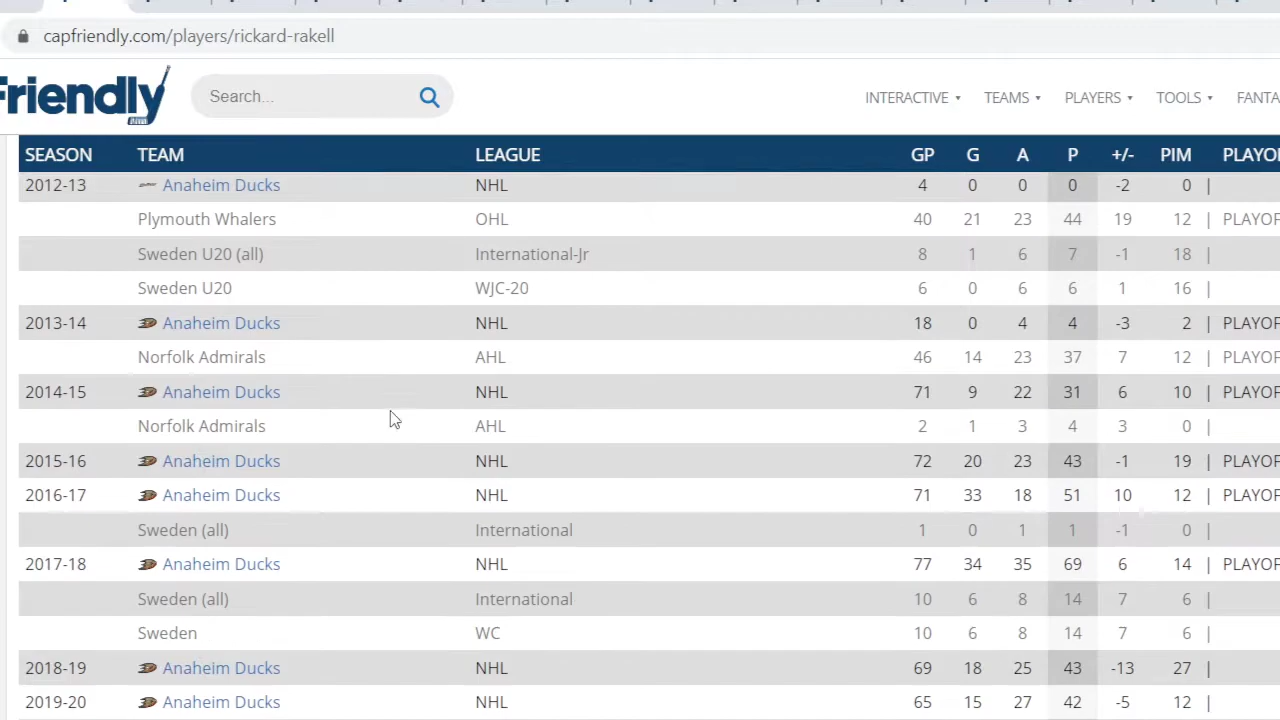 capfriendly.com/players/rickard-rakell
Friendly Search... INTERACTIVE TEAMS PLAYERS TOOLS FANTA
SEASON TEAM LEAGUE GP G A P +/- PIM PLAYO
2012-13 Anaheim Ducks NHL 4 0 0 0 -2 0 |
Plymouth Whalers OHL 40 21 23 44 19 12 | PLAYOF
Sweden U20 (all) International-Jr 8 1 6 7 -1 18 |
Sweden U20 WJC-20 6 0 6 6 1 16 |
2013-14 Anaheim Ducks NHL 18 0 4 4 -3 2 | PLAYOF
Norfolk Admirals AHL 46 14 23 37 7 12 | PLAYOF
2014-15 Anaheim Ducks NHL 71 9 22 31 6 10 | PLAYOF
Norfolk Admirals AHL 2 1 3 4 3 0 |
2015-16 Anaheim Ducks NHL 72 20 23 43 -1 19 | PLAYOF
2016-17 Anaheim Ducks NHL 71 33 18 51 10 12 | PLAYOF
Sweden (all) International 1 0 1 1 -1 0 |
2017-18 Anaheim Ducks NHL 77 34 35 69 6 14 | PLAYOF
Sweden (all) International 10 6 8 14 7 6 |
Sweden WC 10 6 8 14 7 6 |
2018-19 Anaheim Ducks NHL 69 18 25 43 -13 27 |
2019-20 Anaheim Ducks NHL 65 15 27 42 -5 12 |